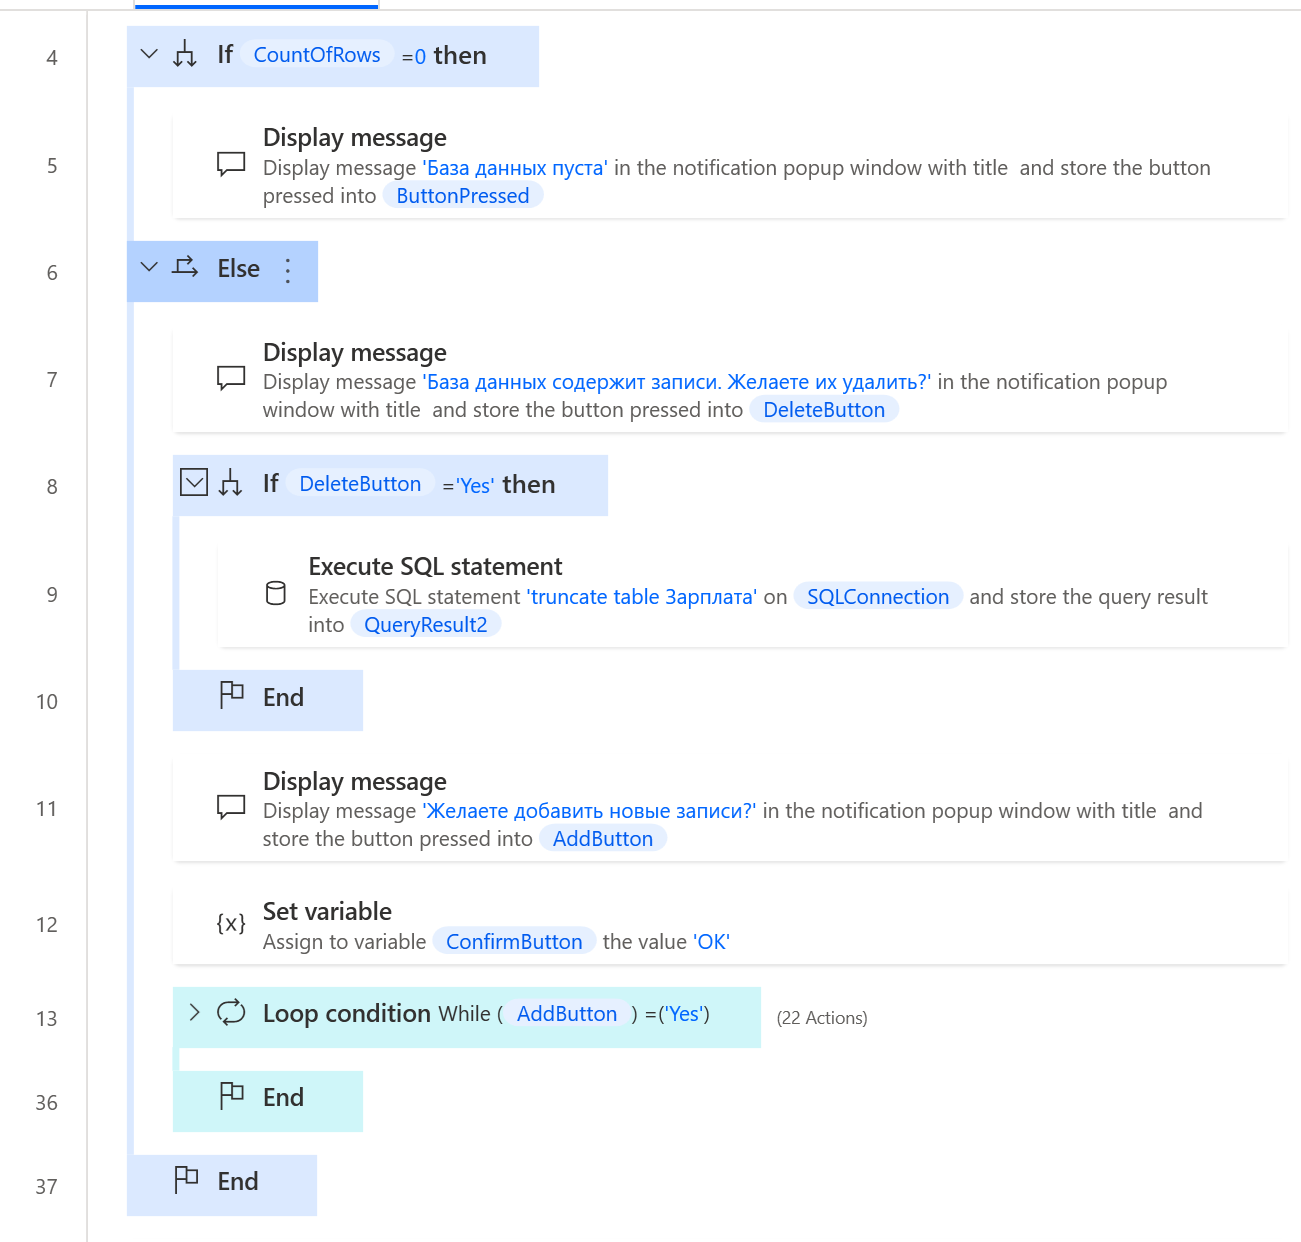 4
If CountOfRows =0 then
5
Display message
Display message 'База данных пуста' in the notification popup window with title and store the button
pressed into ButtonPressed
6
Else
7
Display message
Display message 'База данных содержит записи. Желаете их удалить?' in the notification popup
window with title and store the button pressed into DeleteButton
8
If DeleteButton ='Yes' then
9
Execute SQL statement
Execute SQL statement 'truncate table Зарплата' on SQLConnection and store the query result
into QueryResult2
10
End
11
Display message
Display message 'Желаете добавить новые записи?' in the notification popup window with title and
store the button pressed into AddButton
12
{x}
Set variable
Assign to variable ConfirmButton the value 'OK'
13
Loop condition While ( AddButton ) =('Yes') (22 Actions)
36
End
37
End